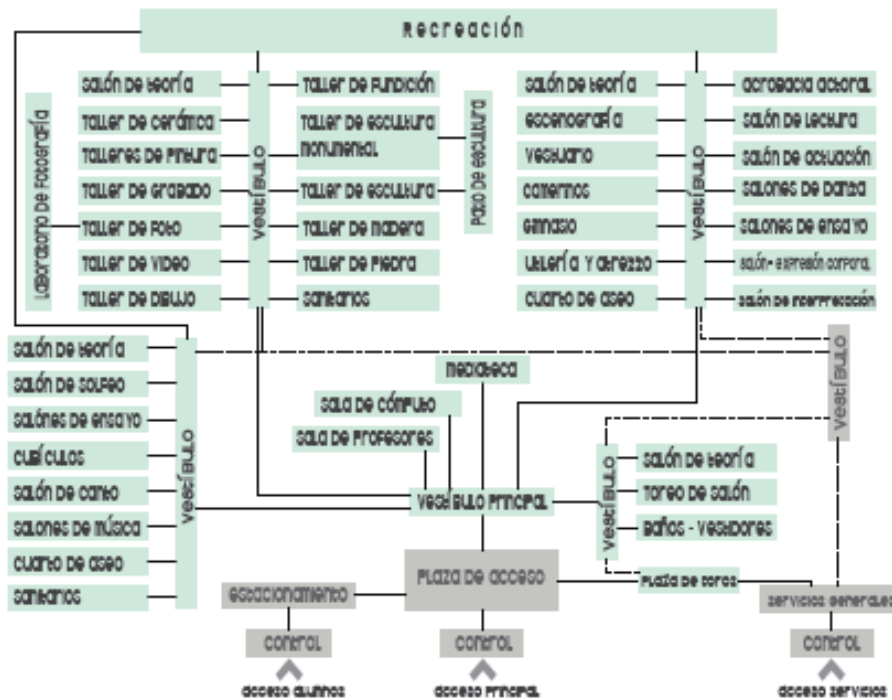 Recreación
Salón de teoría
Taller de cerámica
Talleres de pintura
Taller de grabado
Taller de foto
Taller de video
Taller de dibujo
Laboratorio de fotografía
Vestíbulo
Taller de fundición
Taller de escultura
monumental
Taller de escultura
Taller de madera
Taller de piedra
Sanitarios
Patio de escultura
Salón de teoría
Escenografía
Vestuario
Camerinos
Gimnasio
Utilería y atrezzo
Cuarto de aseo
Vestíbulo
Acrobacia actoral
Salón de lectura
Salón de actuación
Salones de danza
Salones de ensayo
Salón- expresión corporal
Salón de interpretación
Salón de teoría
Salón de solfeo
Salones de ensayo
Cubículos
Salón de canto
Salones de música
Cuarto de aseo
Sanitarios
Vestíbulo
Mediateca
Sala de cómputo
Sala de profesores
Vestíbulo principal
Vestíbulo
Salón de teoría
Toreo de salón
Baños - vestidores
Vestíbulo
Plaza de acceso
Plaza de toros
Estacionamiento
Servicios generales
Control
Control
Control
Acceso alumnos
Acceso principal
Acceso servicios